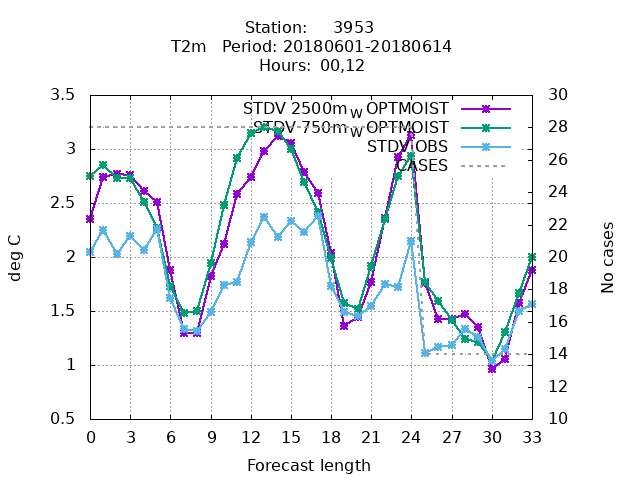 Station: 3953
T2m Period: 20180601-20180614
Hours: 00,12
STDV 2500m_W OPTMOIST
STDV 750m_W OPTMOIST
STDV OBS
CASES
3.5
3
2.5
2
1.5
1
0.5
deg C
30
28
26
24
22
20
18
16
14
12
10
No cases
0 3 6 9 12 15 18 21 24 27 30 33
Forecast length